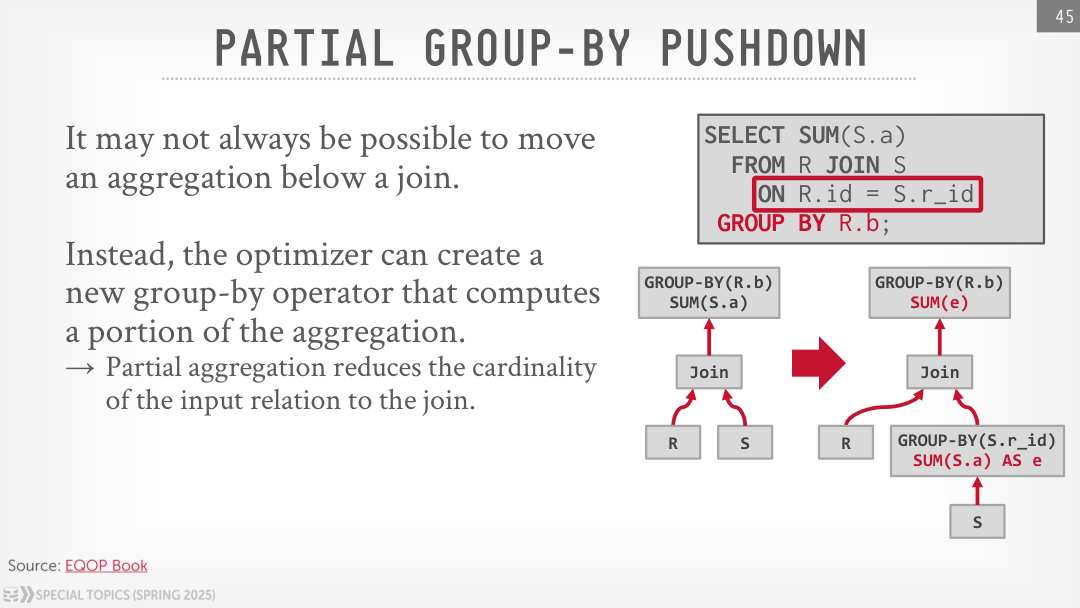 45
PARTIAL GROUP-BY PUSHDOWN
It may not always be possible to move
an aggregation below a join.
Instead, the optimizer can create a
new group-by operator that computes
a portion of the aggregation.
→ Partial aggregation reduces the cardinality
of the input relation to the join.
SELECT SUM(S.a)
FROM R JOIN S
ON R.id = S.r_id
GROUP BY R.b;
GROUP-BY(R.b)
SUM(S.a)
Join
R
S
GROUP-BY(R.b)
SUM(e)
Join
R
GROUP-BY(S.r_id)
SUM(S.a) AS e
S
Source: EQOP Book
SPECIAL TOPICS (SPRING 2025)